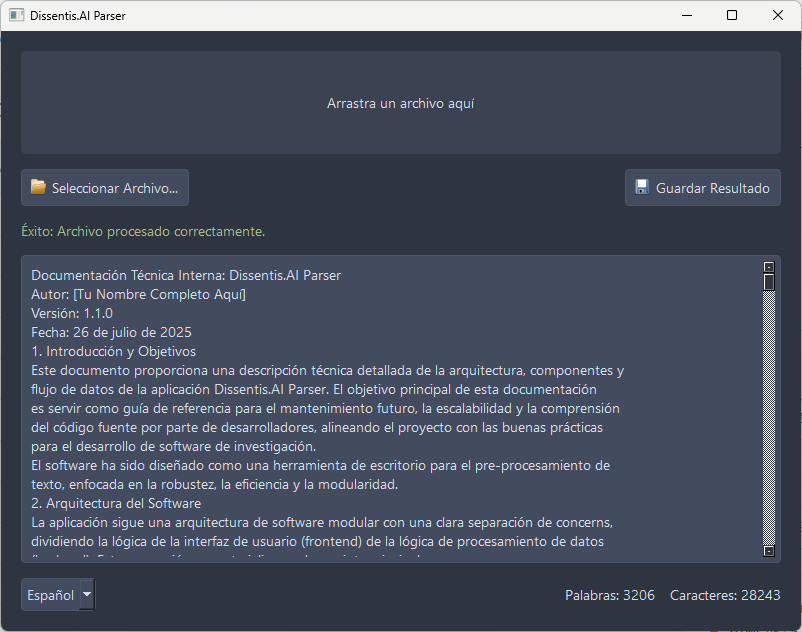 Dissentis.AI Parser
Arrastra un archivo aquí
Seleccionar Archivo...
Guardar Resultado
Éxito: Archivo procesado correctamente.
Documentación Técnica Interna: Dissentis.AI Parser
Autor: [Tu Nombre Completo Aquí]
Versión: 1.1.0
Fecha: 26 de julio de 2025
1. Introducción y Objetivos
Este documento proporciona una descripción técnica detallada de la arquitectura, componentes y
flujo de datos de la aplicación Dissentis.AI Parser. El objetivo principal de esta documentación
es servir como guía de referencia para el mantenimiento futuro, la escalabilidad y la comprensión
del código fuente por parte de desarrolladores, alineando el proyecto con las buenas prácticas
para el desarrollo de software de investigación.
El software ha sido diseñado como una herramienta de escritorio para el pre-procesamiento de
texto, enfocada en la robustez, la eficiencia y la modularidad.
2. Arquitectura del Software
La aplicación sigue una arquitectura de software modular con una clara separación de concerns,
dividiendo la lógica de la interfaz de usuario (frontend) de la lógica de procesamiento de datos
Español
Palabras: 3206
Caracteres: 28243